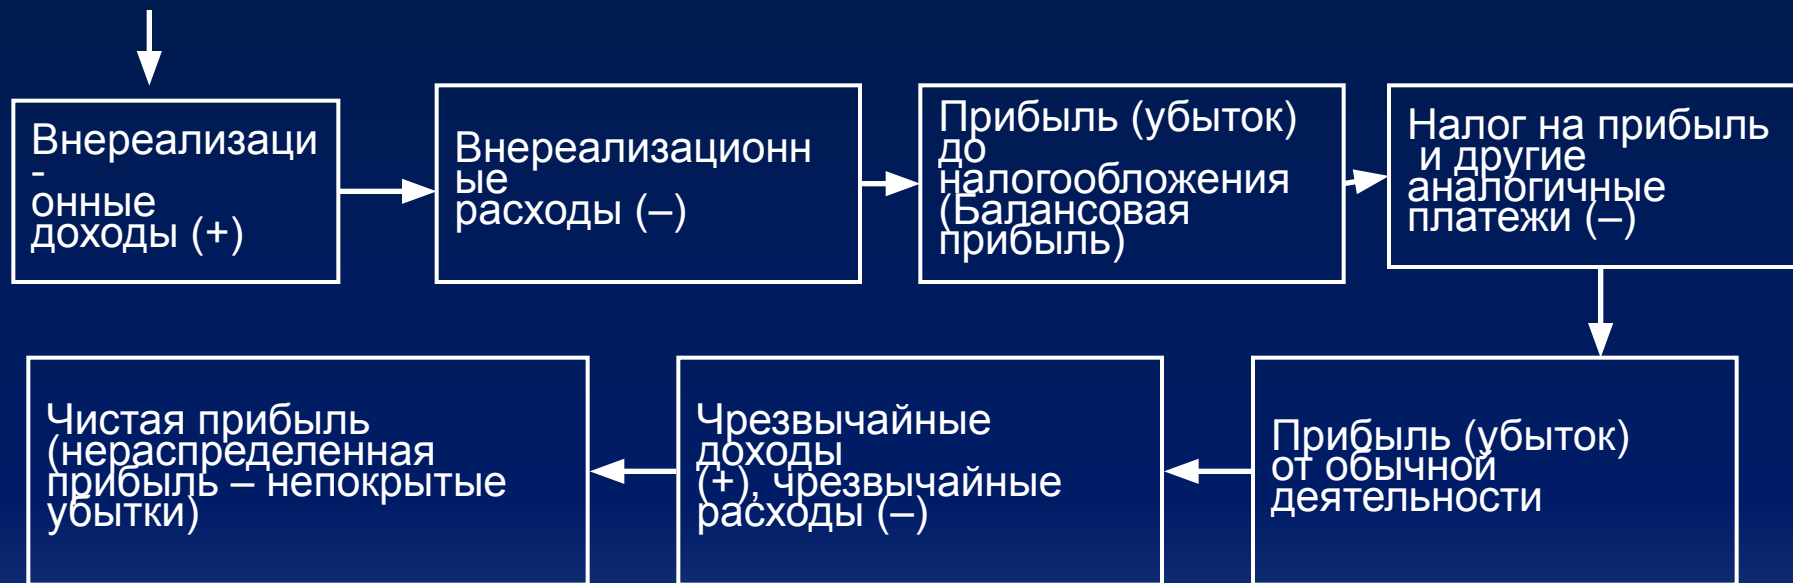 Внереализаци
-
онные
доходы (+)
Внереализационн
ые
расходы (–)
Прибыль (убыток)
до
налогообложения
(Балансовая
прибыль)
Налог на прибыль
и другие
аналогичные
платежи (–)
Чистая прибыль
(нераспределенная
прибыль – непокрытые
убытки)
Чрезвычайные
доходы
(+), чрезвычайные
расходы (–)
Прибыль (убыток)
от обычной
деятельности